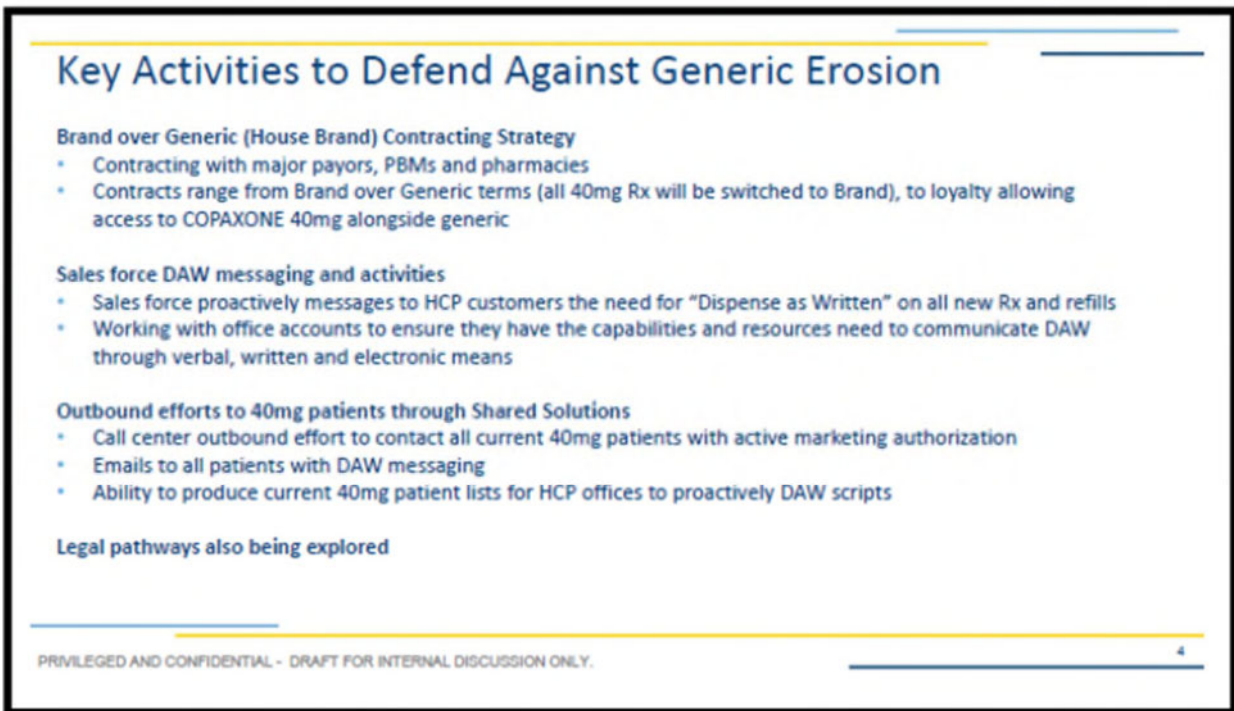 Key Activities to Defend Against Generic Erosion
Brand over Generic (House Brand) Contracting Strategy
• Contracting with major payors, PBMs and pharmacies
• Contracts range from Brand over Generic terms (all 40mg Rx will be switched to Brand), to loyalty allowing
access to COPAXONE 40mg alongside generic
Sales force DAW messaging and activities
• Sales force proactively messages to HCP customers the need for “Dispense as Written” on all new Rx and refills
• Working with office accounts to ensure they have the capabilities and resources need to communicate DAW
through verbal, written and electronic means
Outbound efforts to 40mg patients through Shared Solutions
• Call center outbound effort to contact all current 40mg patients with active marketing authorization
• Emails to all patients with DAW messaging
• Ability to produce current 40mg patient lists for HCP offices to proactively DAW scripts
Legal pathways also being explored
PRIVILEGED AND CONFIDENTIAL - DRAFT FOR INTERNAL DISCUSSION ONLY.
4